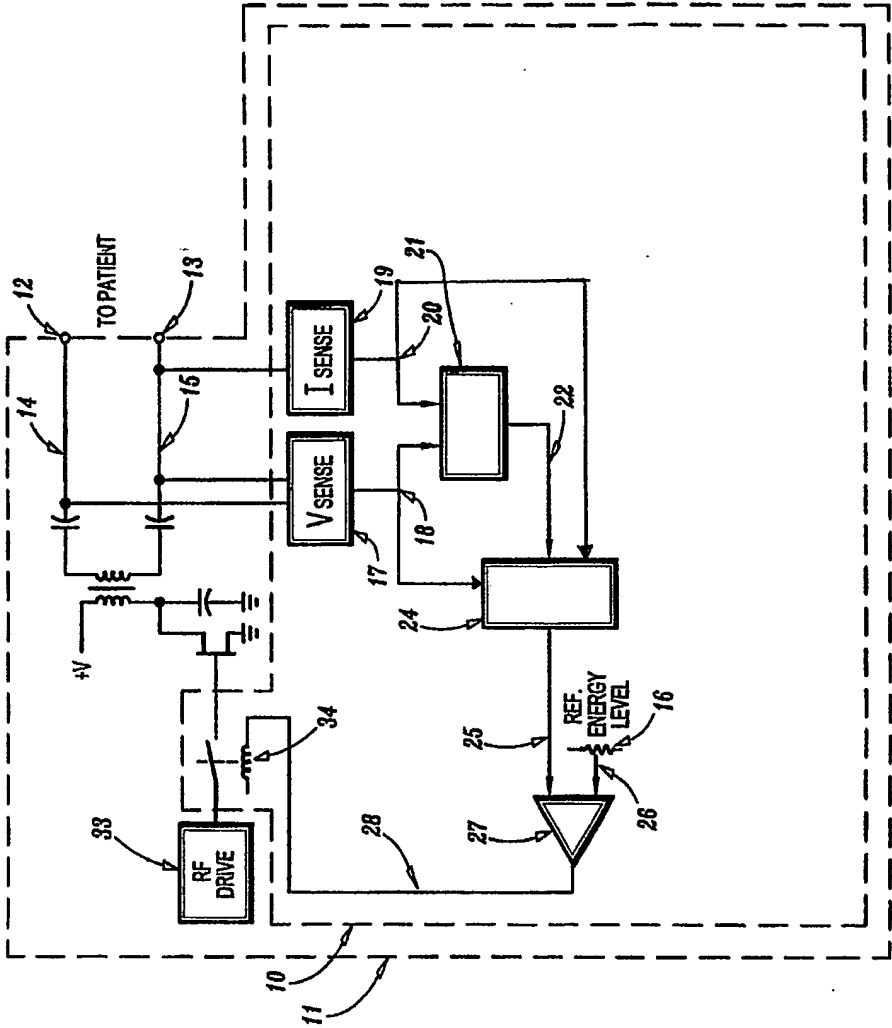 12
TO PATIENT
13
14
15
19
I SENSE
20
21
22
V SENSE
17
18
24
+V
34
33
RF
DRIVE
25
REF.
ENERGY
LEVEL
16
26
27
28
10
11